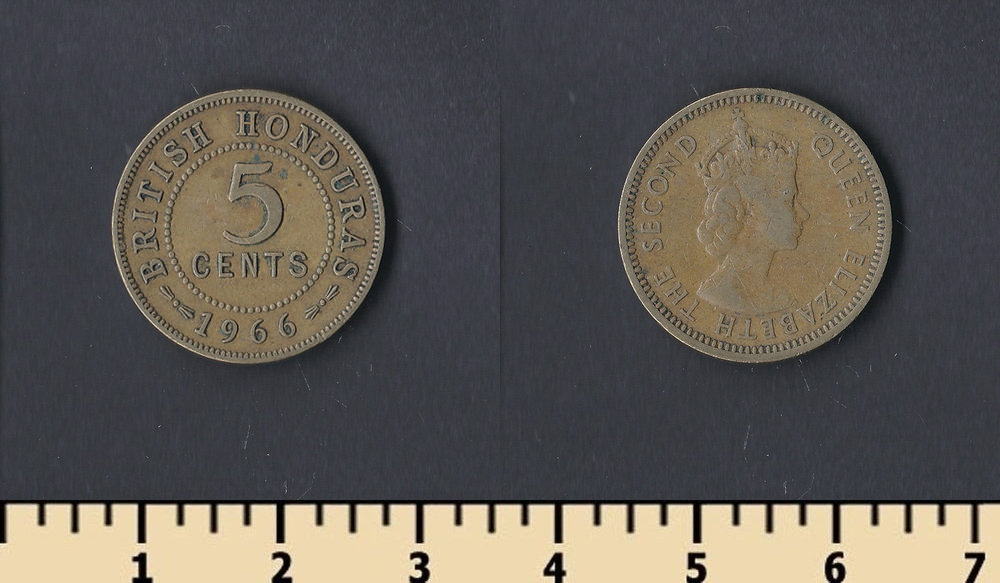 BRITISH HONDURAS
5
CENTS
1966
QUEEN ELIZABETH THE SECOND
1 2 3 4 5 6 7